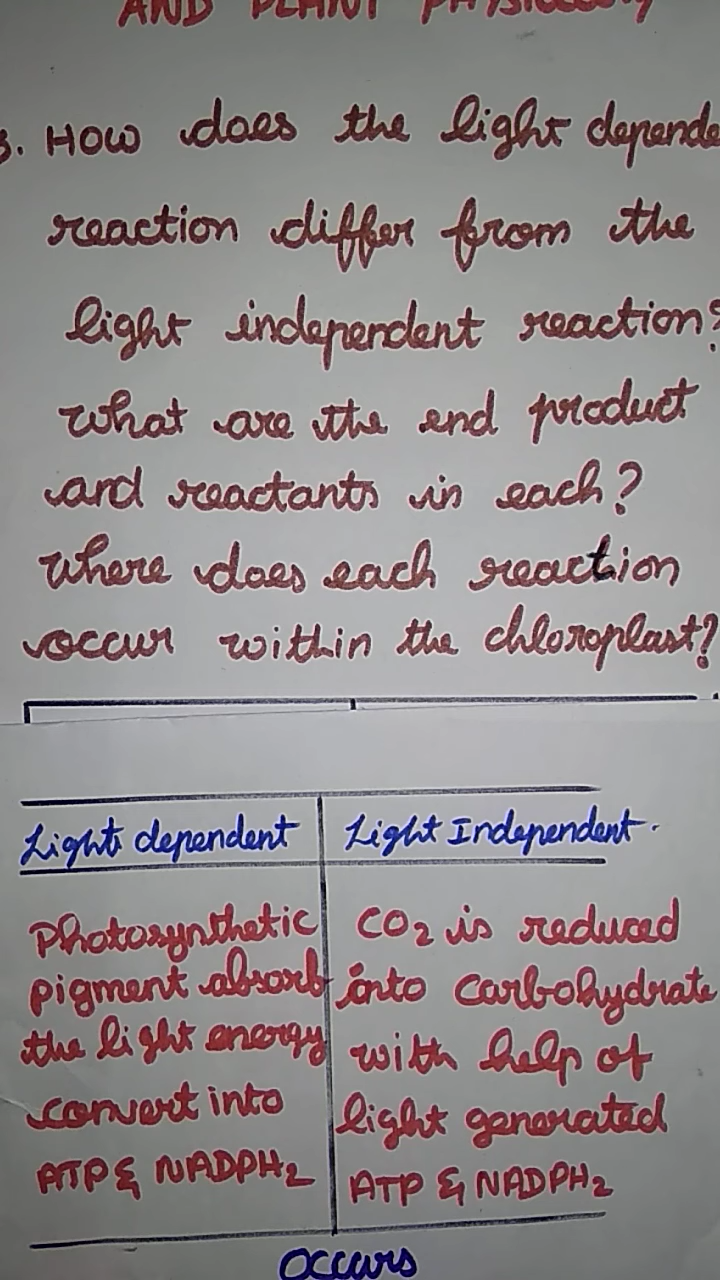 AND PLANT PHYSIOLOGY
3. How does the light depende
reaction differ from the
light independent reaction?
What are the end product
and reactants in each?
Where does each reaction
occur within the chloroplast?
Light dependent
Light Independent.
Photosynthetic
pigment absorb
the light energy
convert into
ATP & NADPH2
CO2 is reduced
into Carbohydrate
with help of
light generated
ATP & NADPH2
Occurs